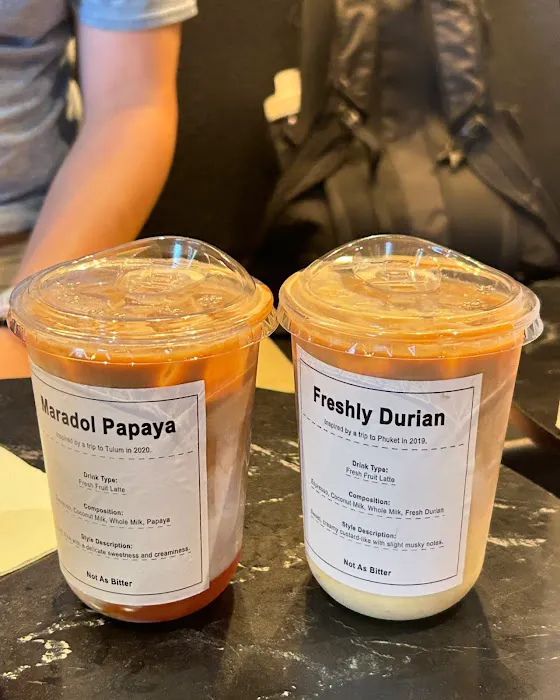 Maradol Papaya
Inspired by a trip to Tulum in 2020.
Drink Type:
Fresh Fruit Latte
Composition:
Coconut Milk, Whole Milk, Papaya
Style Description:
a delicate sweetness and creaminess.
Not As Bitter
Freshly Durian
Inspired by a trip to Phuket in 2019.
Drink Type:
Fresh Fruit Latte
Composition:
Espresso, Coconut Milk, Whole Milk, Fresh Durian
Style Description:
creamy custard-like with slight musky notes.
Not As Bitter